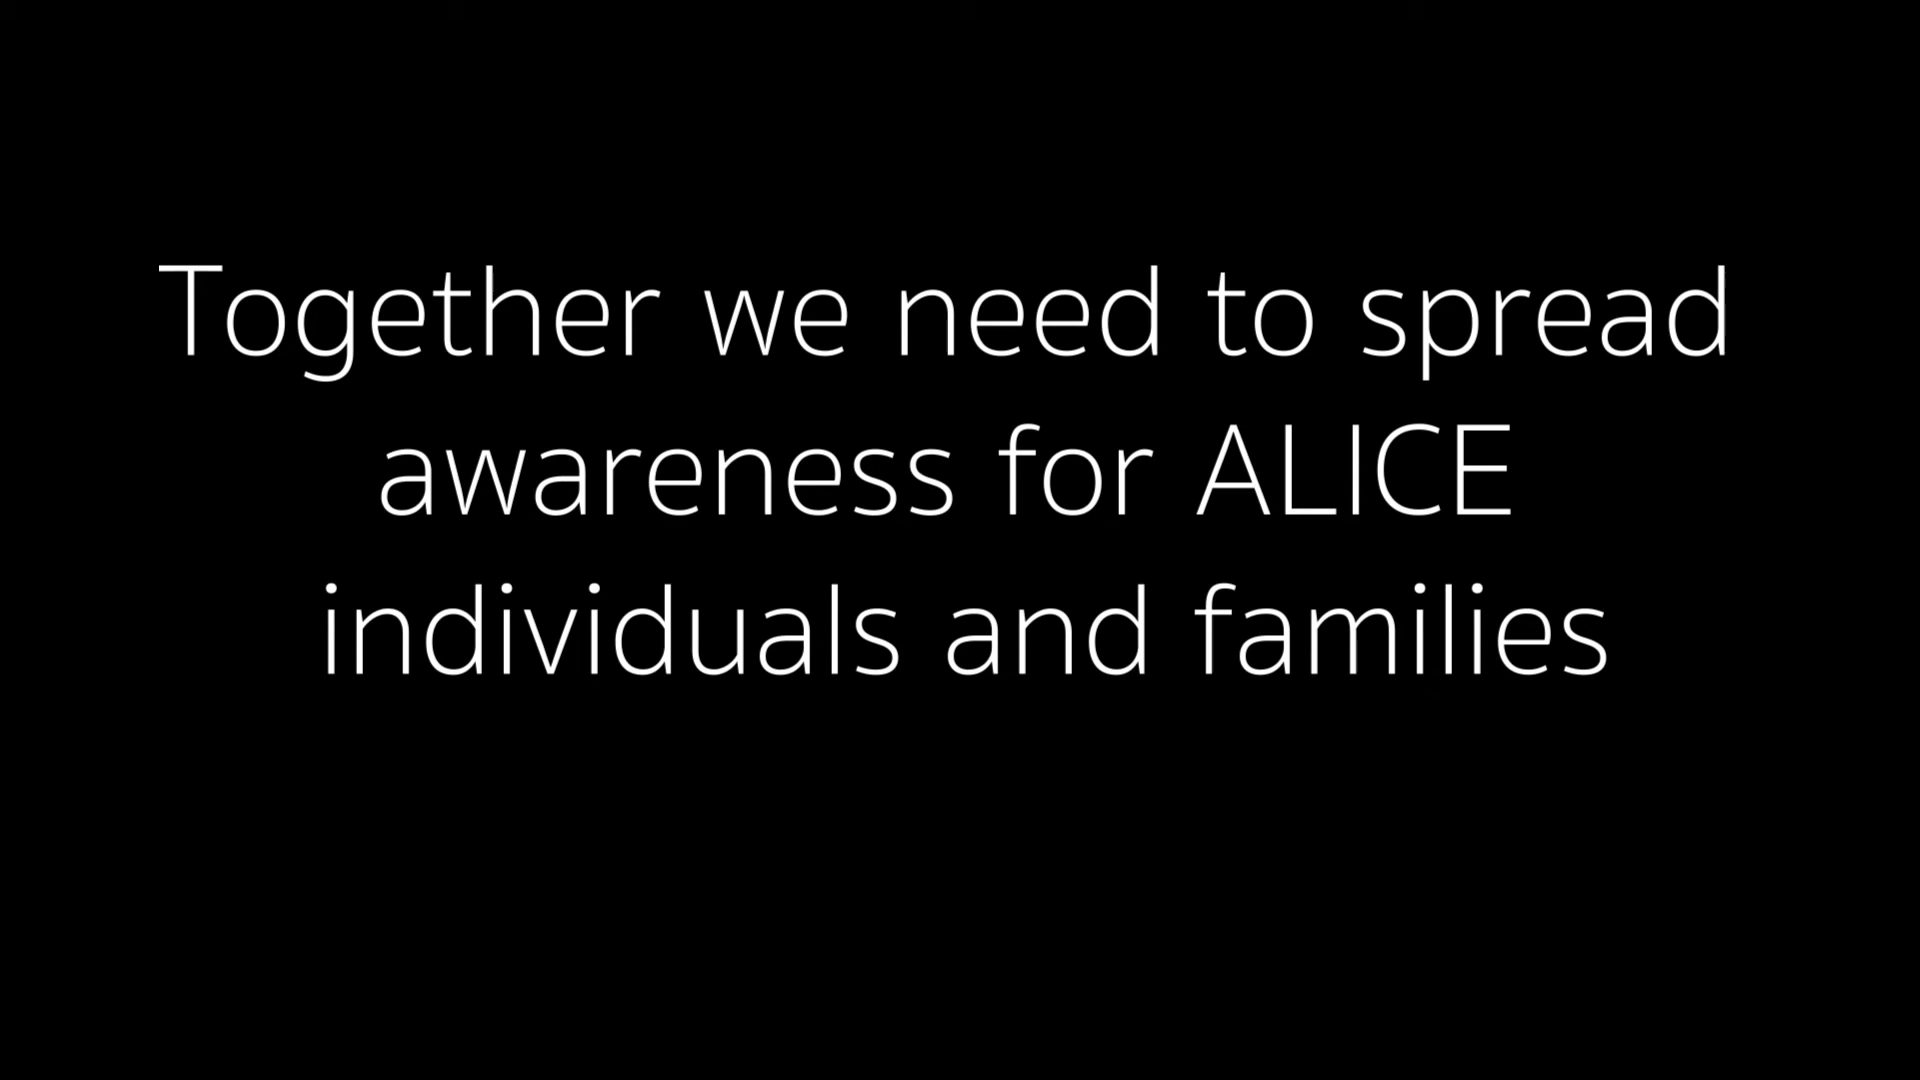 Together we need to spread
awareness for ALICE
individuals and families